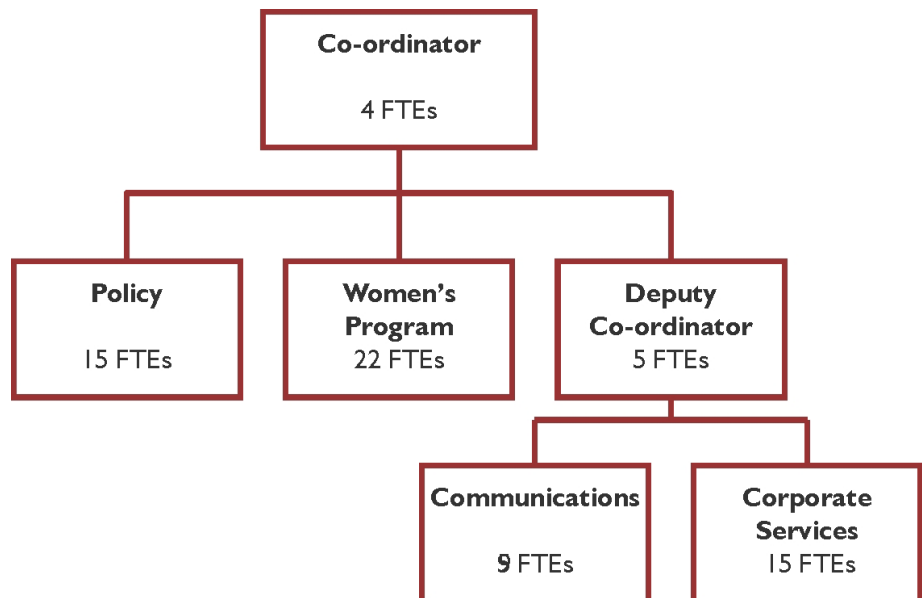 Co-ordinator
4 FTEs
Policy
15 FTEs
Women's
Program
22 FTEs
Deputy
Co-ordinator
5 FTEs
Communications
9 FTEs
Corporate
Services
15 FTEs